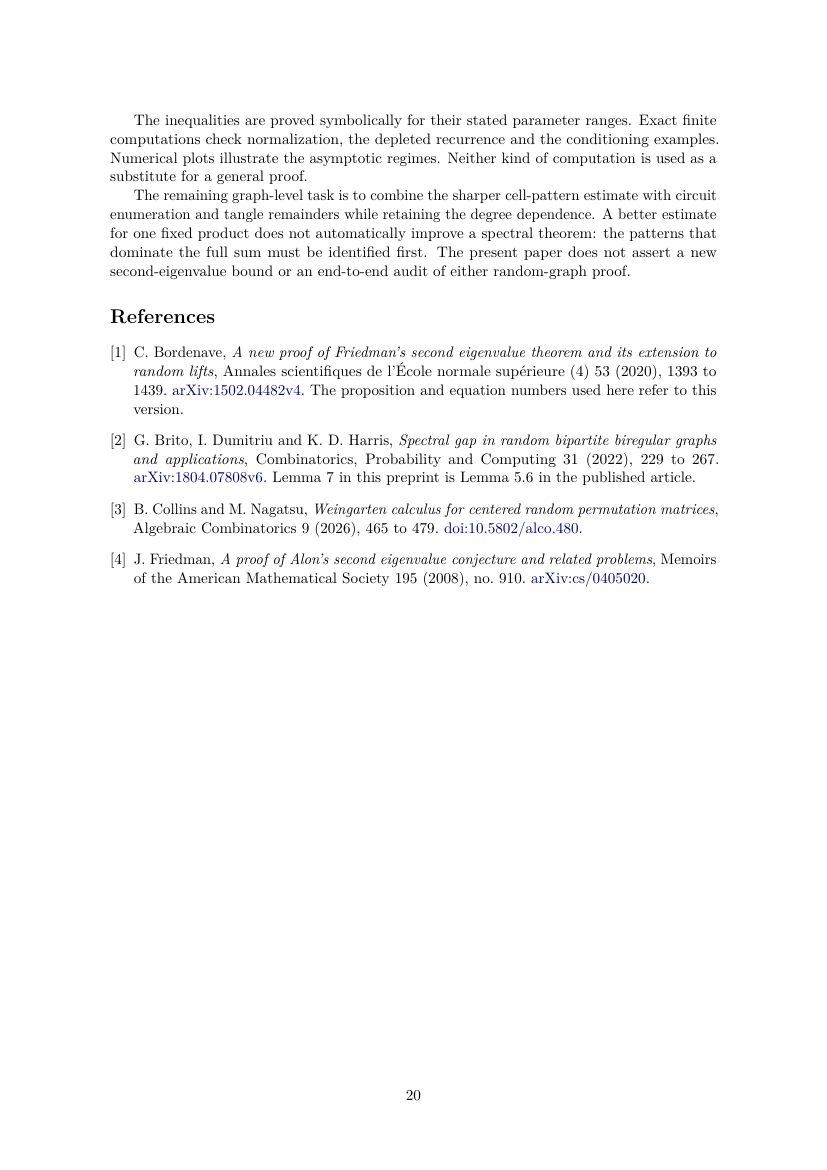 The inequalities are proved symbolically for their stated parameter ranges. Exact finite
computations check normalization, the depleted recurrence and the conditioning examples.
Numerical plots illustrate the asymptotic regimes. Neither kind of computation is used as a
substitute for a general proof.
The remaining graph-level task is to combine the sharper cell-pattern estimate with circuit
enumeration and tangle remainders while retaining the degree dependence. A better estimate
for one fixed product does not automatically improve a spectral theorem: the patterns that
dominate the full sum must be identified first. The present paper does not assert a new
second-eigenvalue bound or an end-to-end audit of either random-graph proof.
References
[1] C. Bordenave, A new proof of Friedman's second eigenvalue theorem and its extension to
random lifts, Annales scientifiques de l'École normale supérieure (4) 53 (2020), 1393 to
1439. arXiv:1502.04482v4. The proposition and equation numbers used here refer to this
version.
[2] G. Brito, I. Dumitriu and K. D. Harris, Spectral gap in random bipartite biregular graphs
and applications, Combinatorics, Probability and Computing 31 (2022), 229 to 267.
arXiv:1804.07808v6. Lemma 7 in this preprint is Lemma 5.6 in the published article.
[3] B. Collins and M. Nagatsu, Weingarten calculus for centered random permutation matrices,
Algebraic Combinatorics 9 (2026), 465 to 479. doi:10.5802/alco.480.
[4] J. Friedman, A proof of Alon's second eigenvalue conjecture and related problems, Memoirs
of the American Mathematical Society 195 (2008), no. 910. arXiv:cs/0405020.
20